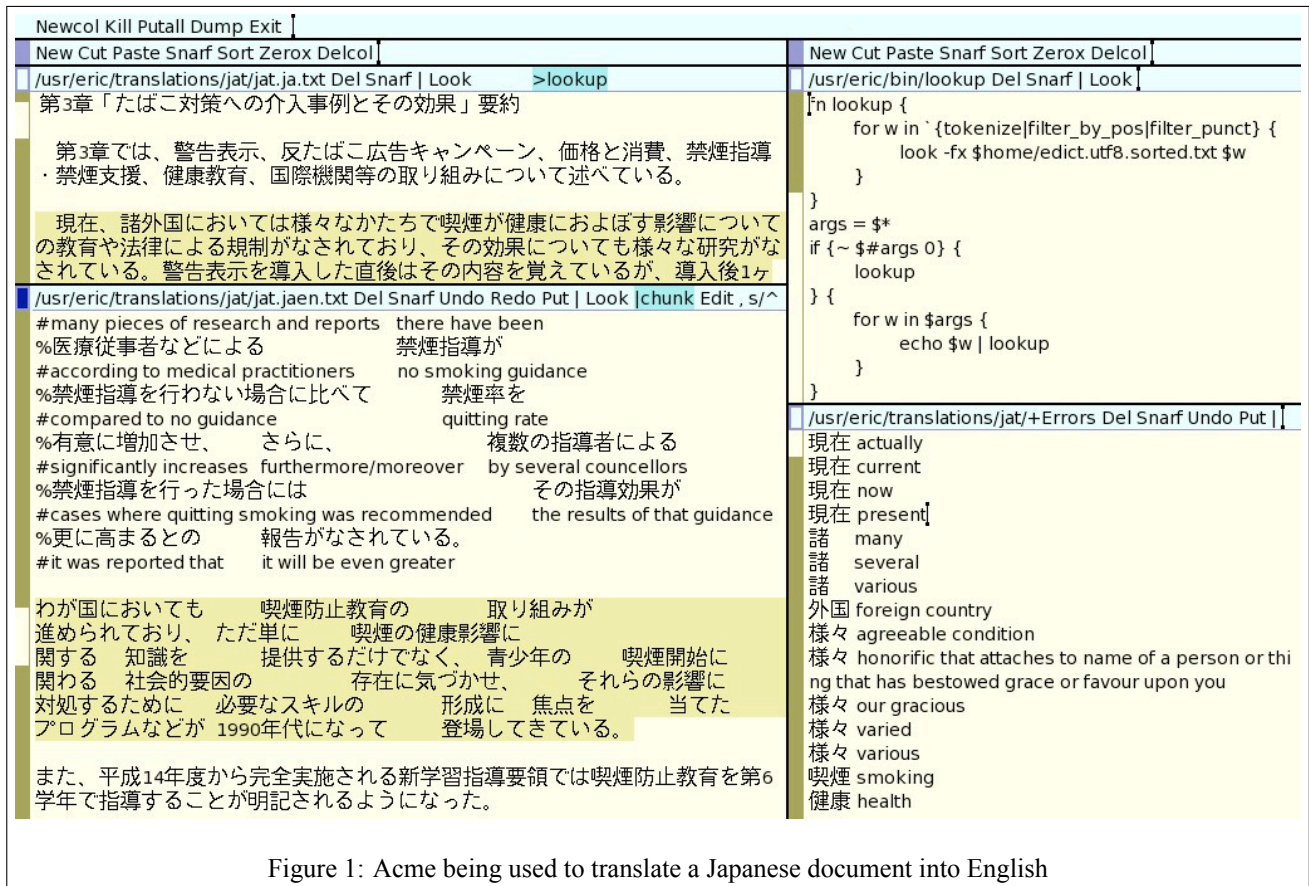 Newcol Kill Putall Dump Exit
New Cut Paste Snarf Sort Zerox Delcol
/usr/eric/translations/jat/jat.ja.txt Del Snarf | Look >lookup
第3章「たばこ対策への介入事例とその効果」要約
第3章では、警告表示、反たばこ広告キャンペーン、価格と消費、禁煙指導
・禁煙支援、健康教育、国際機関等の取り組みについて述べている。
現在、諸外国においては様々なかたちで喫煙が健康におよぼす影響について
の教育や法律による規制がなされており、その効果についても様々な研究がな
されている。警告表示を導入した直後はその内容を覚えているが、導入後1ヶ
/usr/eric/translations/jat/jat.jaen.txt Del Snarf Undo Redo Put | Look |chunk Edit , s/^
#many pieces of research and reports there have been
%医療従事者などによる 禁煙指導が
#according to medical practitioners no smoking guidance
%禁煙指導を行わない場合に比べて 禁煙率を
#compared to no guidance quitting rate
%有意に増加させ、 さらに、 複数の指導者による
#significantly increases furthermore/moreover by several councellors
%禁煙指導を行った場合には その指導効果が
#cases where quitting smoking was recommended the results of that guidance
%更に高まるとの 報告がなされている。
#it was reported that it will be even greater
わが国においても 喫煙防止教育の 取り組みが
進められており、 ただ単に 喫煙の健康影響に
関する 知識を 提供するだけでなく、 青少年の 喫煙開始に
関わる 社会的要因の 存在に気づかせ、 それらの影響に
対処するために 必要なスキルの 形成に 焦点を 当てた
プログラムなどが 1990年代になって 登場してきている。
また、平成14年度から完全実施される新学習指導要領では喫煙防止教育を第6
学年で指導することが明記されるようになった。
New Cut Paste Snarf Sort Zerox Delcol
/usr/eric/bin/lookup Del Snarf | Look
fn lookup {
for w in `{tokenize|filter_by_pos|filter_punct} {
look -fx $home/edict.utf8.sorted.txt $w
}
}
args = $*
if {~ $#args 0} {
lookup
} {
for w in $args {
echo $w | lookup
}
}
/usr/eric/translations/jat/+Errors Del Snarf Undo Put |
現在 actually
現在 current
現在 now
現在 present
諸 many
諸 several
諸 various
外国 foreign country
様々 agreeable condition
様々 honorific that attaches to name of a person or thi
ng that has bestowed grace or favour upon you
様々 our gracious
様々 varied
様々 various
喫煙 smoking
健康 health
Figure 1: Acme being used to translate a Japanese document into English